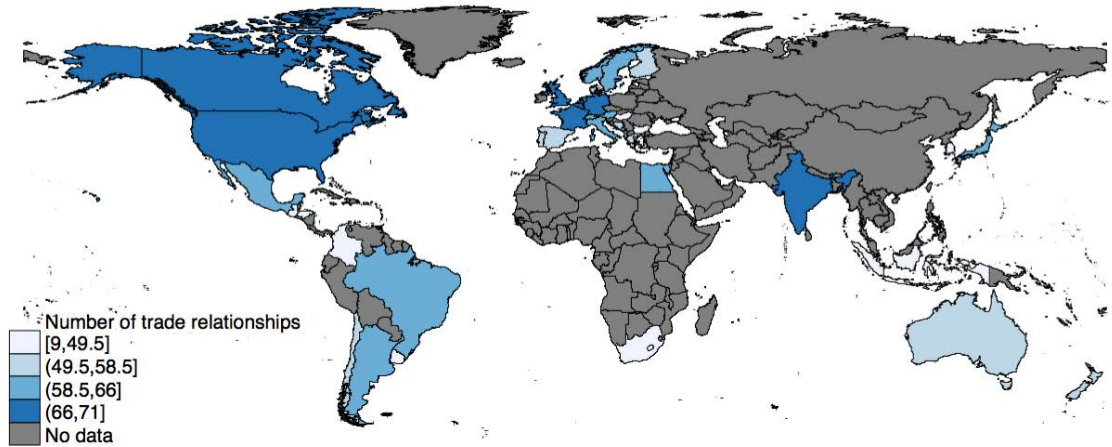 Number of trade relationships
[9,49.5]
(49.5,58.5]
(58.5,66]
(66,71]
No data